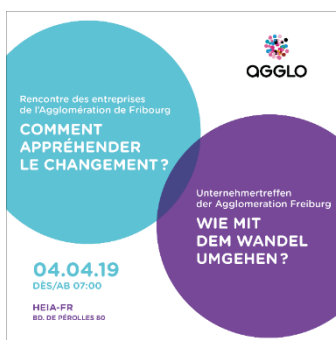 AGGLO
Rencontre des entreprises
de l'Agglomération de Fribourg
COMMENT
APPRÉHENDER
LE CHANGEMENT ?
Unternehmertreffen
der Agglomeration Freiburg
WIE MIT
DEM WANDEL
UMGEHEN ?
04.04.19
DÈS/AB 07:00
HEIA-FR
BD. DE PÉROLLES 80